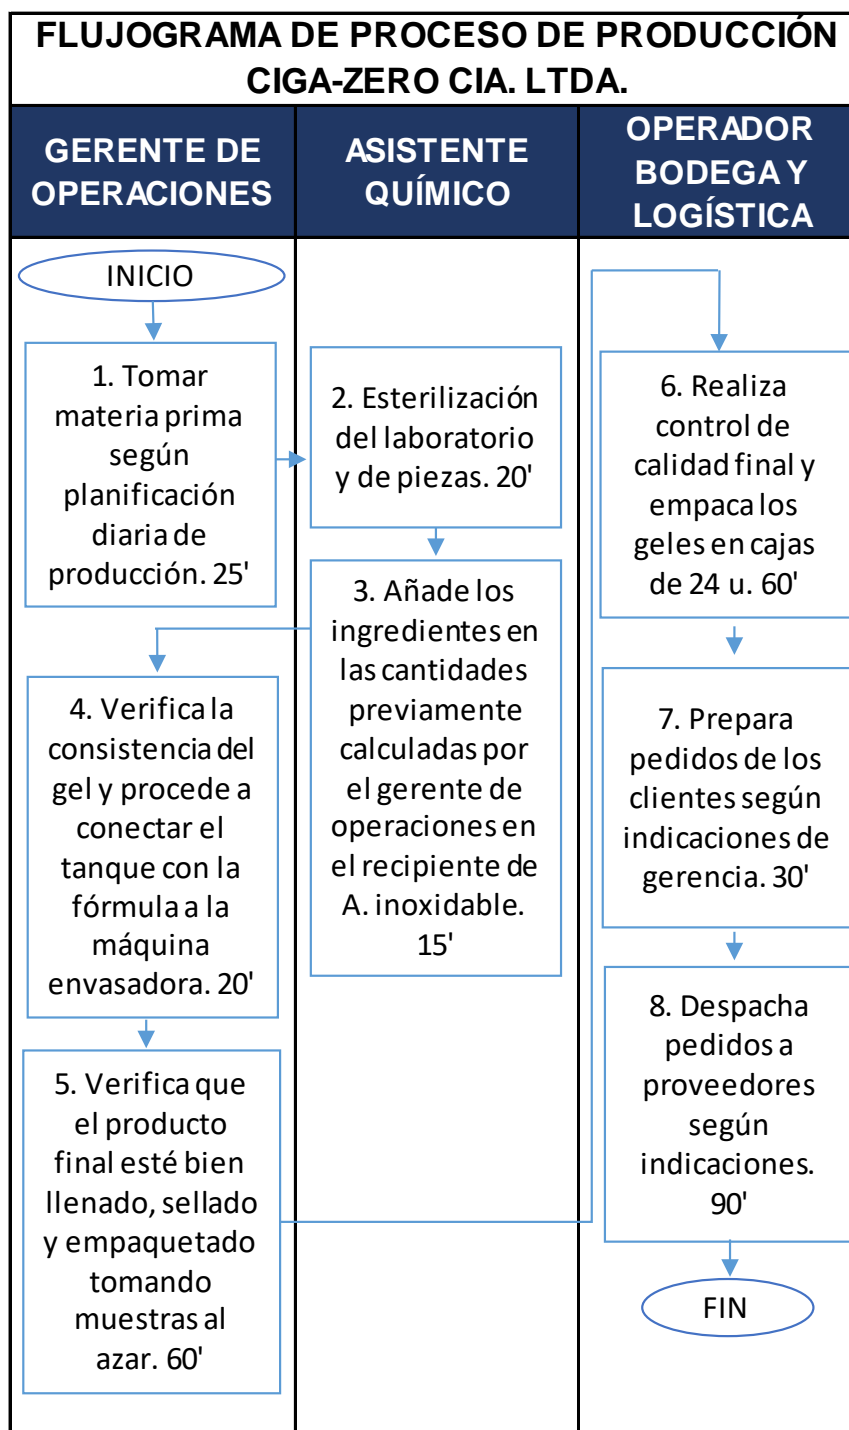 FLUJOGRAMA DE PROCESO DE PRODUCCIÓN
CIGA-ZERO CIA. LTDA.
GERENTE DE
OPERACIONES
ASISTENTE
QUÍMICO
OPERADOR
BODEGA Y
LOGÍSTICA
INICIO
1. Tomar
materia prima
según
planificación
diaria de
producción. 25'
2. Esterilización
del laboratorio
y de piezas. 20'
3. Añade los
ingredientes en
las cantidades
previamente
calculadas por
el gerente de
operaciones en
el recipiente de
A. inoxidable.
15'
4. Verifica la
consistencia del
gel y procede a
conectar el
tanque con la
fórmula a la
máquina
envasadora. 20'
5. Verifica que
el producto
final esté bien
llenado, sellado
y empaquetado
tomando
muestras al
azar. 60'
6. Realiza
control de
calidad final y
empaca los
geles en cajas
de 24 u. 60'
7. Prepara
pedidos de los
clientes según
indicaciones de
gerencia. 30'
8. Despacha
pedidos a
proveedores
según
indicaciones.
90'
FIN